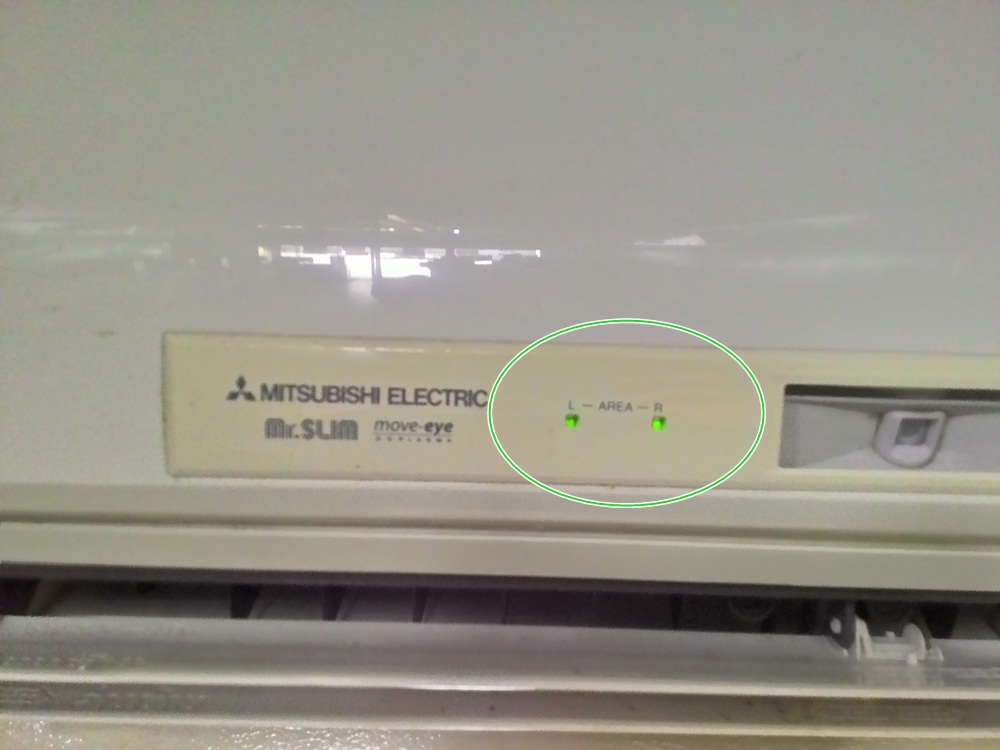 MITSUBISHI ELECTRIC
Mr.SLIM move-eye
L — AREA — R